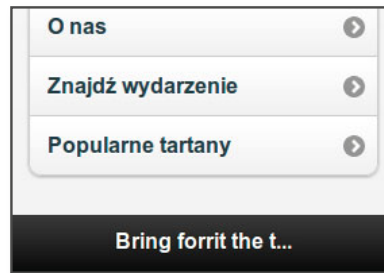 O nas
Znajdź wydarzenie
Popularne tartany
Bring forrit the t...